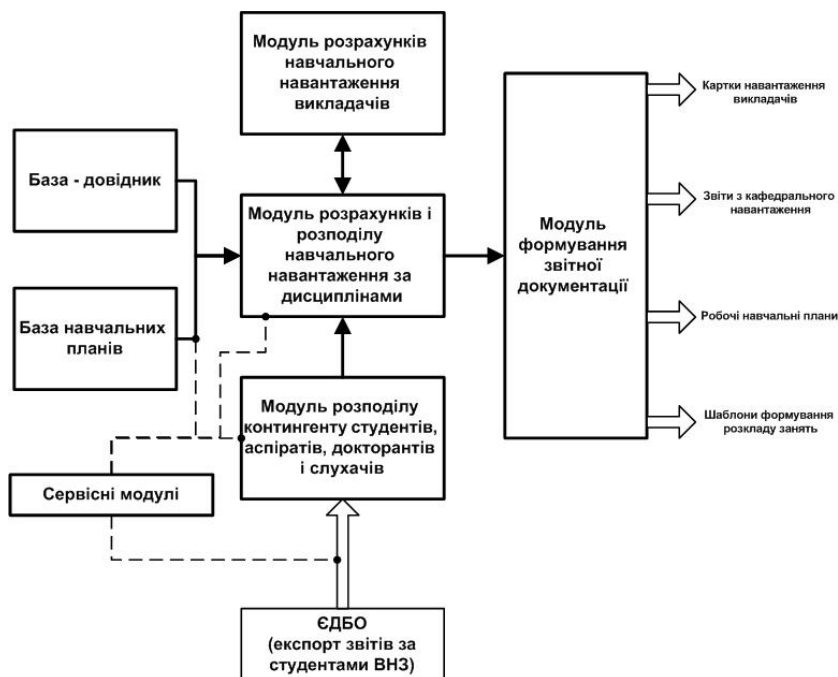 Модуль розрахунків
навчального
навантаження
викладачів
База - довідник
Модуль розрахунків і
розподілу
навчального
навантаження за
дисциплінами
База навчальних
планів
Модуль розподілу
контингенту студентів,
аспіратів, докторантів
і слухачів
Сервісні модулі
ЄДБО
(експорт звітів за
студентами ВНЗ)
Модуль
формування
звітної
документації
Картки навантаження
викладачів
Звіти з кафедрального
навантаження
Робочі навчальні плани
Шаблони формування
розкладу занять